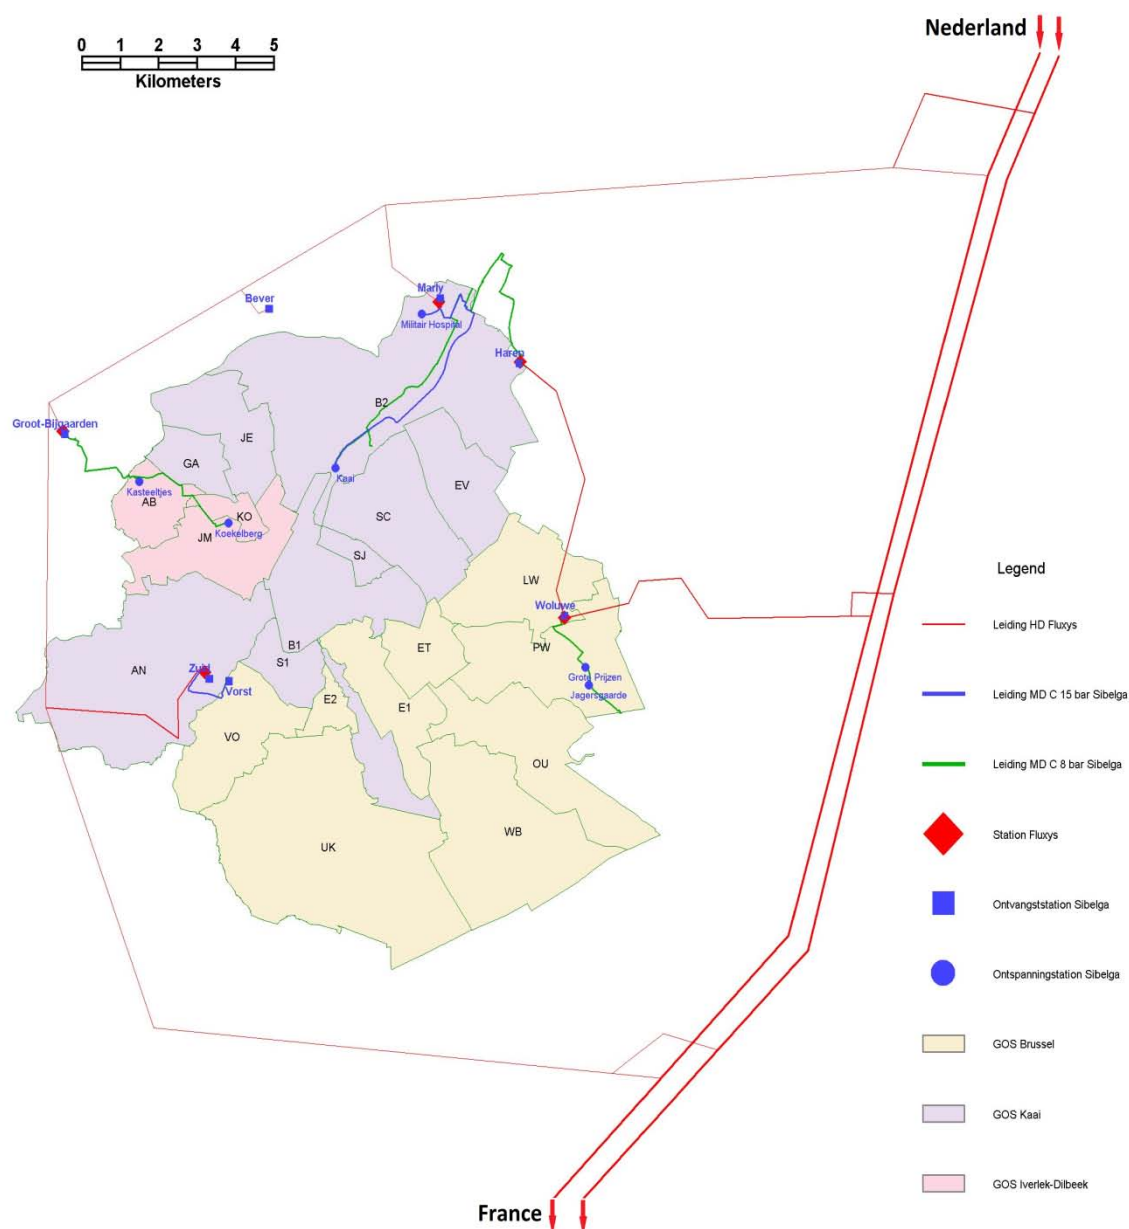 Nederland
0 1 2 3 4 5
Kilometers
Bever
Marly
Militair Hospital
Haren
B2
Groot-Bijgaarden
JE
GA
Kaai
EV
Kasteeltjes
AB
KO
SC
Koekelberg
JM
SJ
LW
Woluwe
B1
ET
PW
AN
S1
Zuid
Grote Prijzen
Vorst
Jagersgaarde
E2
E1
VO
OU
WB
UK
Legend
Leiding HD Fluxys
Leiding MD C 15 bar Sibelga
Leiding MD C 8 bar Sibelga
Station Fluxys
Ontvangststation Sibelga
Ontspanningstation Sibelga
GOS Brussel
GOS Kaai
GOS Iverlek-Dilbeek
France